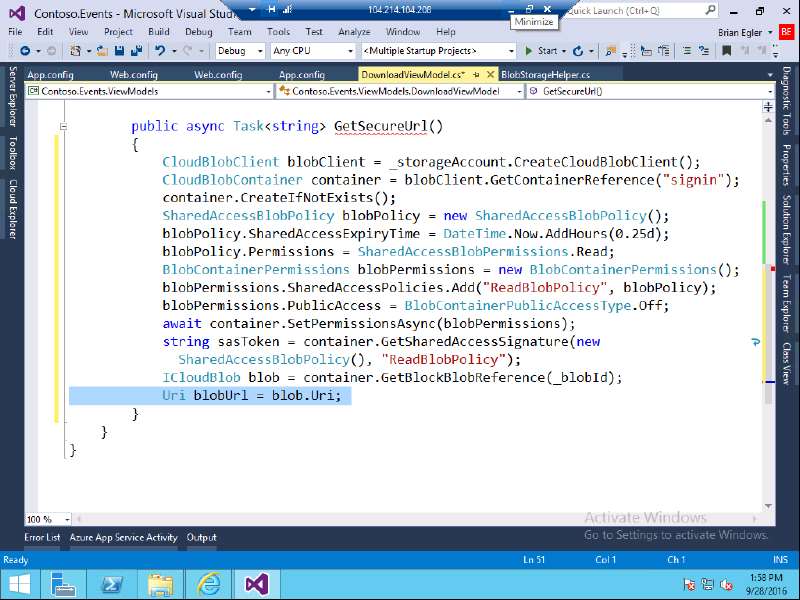 Contoso.Events - Microsoft Visual Studio
104.214.104.208
Quick Launch (Ctrl+Q)
Minimize
File Edit View Project Build Debug Team Tools Test Analyze Window Help
Brian Egler BE
Debug Any CPU <Multiple Startup Projects> Start
App.config Web.config Web.config App.config DownloadViewModel.cs* BlobStorageHelper.cs
Contoso.Events.ViewModels Contoso.Events.ViewModels.DownloadViewModel GetSecureUrl()
Server Explorer
Toolbox
Cloud Explorer
public async Task<string> GetSecureUrl()
{
CloudBlobClient blobClient = _storageAccount.CreateCloudBlobClient();
CloudBlobContainer container = blobClient.GetContainerReference("signin");
container.CreateIfNotExists();
SharedAccessBlobPolicy blobPolicy = new SharedAccessBlobPolicy();
blobPolicy.SharedAccessExpiryTime = DateTime.Now.AddHours(0.25d);
blobPolicy.Permissions = SharedAccessBlobPermissions.Read;
BlobContainerPermissions blobPermissions = new BlobContainerPermissions();
blobPermissions.SharedAccessPolicies.Add("ReadBlobPolicy", blobPolicy);
blobPermissions.PublicAccess = BlobContainerPublicAccessType.Off;
await container.SetPermissionsAsync(blobPermissions);
string sasToken = container.GetSharedAccessSignature(new
SharedAccessBlobPolicy(), "ReadBlobPolicy");
ICloudBlob blob = container.GetBlockBlobReference(_blobId);
Uri blobUrl = blob.Uri;
}
}
}
Diagnostic Tools
Properties
Solution Explorer
Team Explorer
Class View
100 %
Activate Windows
Go to Settings to activate Windows.
Error List Azure App Service Activity Output
Ready Ln 51 Col 1 Ch 1 INS
1:58 PM
9/28/2016